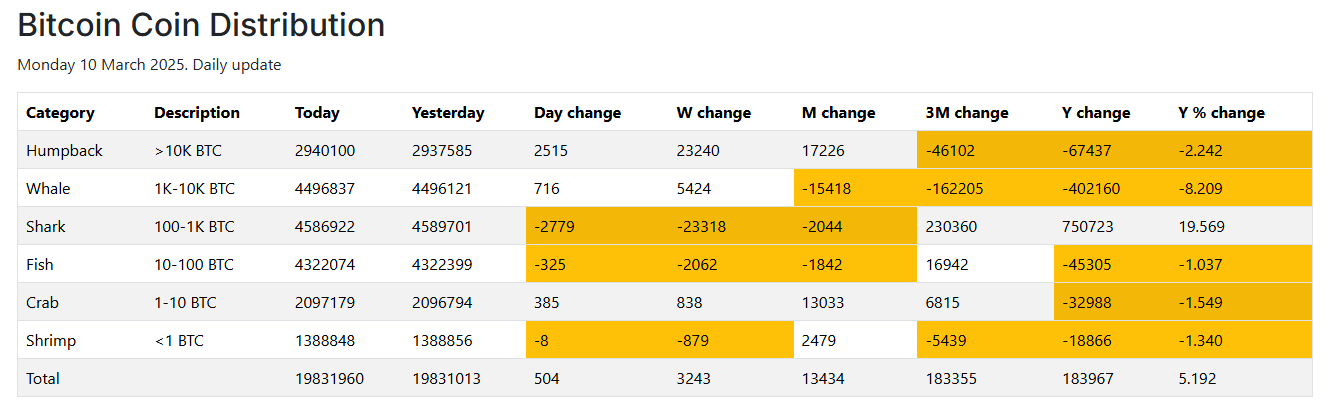 Bitcoin Coin Distribution
Monday 10 March 2025. Daily update
Category Description Today Yesterday Day change W change M change 3M change Y change Y % change
Humpback >10K BTC 2940100 2937585 2515 23240 17226 -46102 -67437 -2.242
Whale 1K-10K BTC 4496837 4496121 716 5424 -15418 -162205 -402160 -8.209
Shark 100-1K BTC 4586922 4589701 -2779 -23318 -2044 230360 750723 19.569
Fish 10-100 BTC 4322074 4322399 -325 -2062 -1842 16942 -45305 -1.037
Crab 1-10 BTC 2097179 2096794 385 838 13033 6815 -32988 -1.549
Shrimp <1 BTC 1388848 1388856 -8 -879 2479 -5439 -18866 -1.340
Total 19831960 19831013 504 3243 13434 183355 183967 5.192